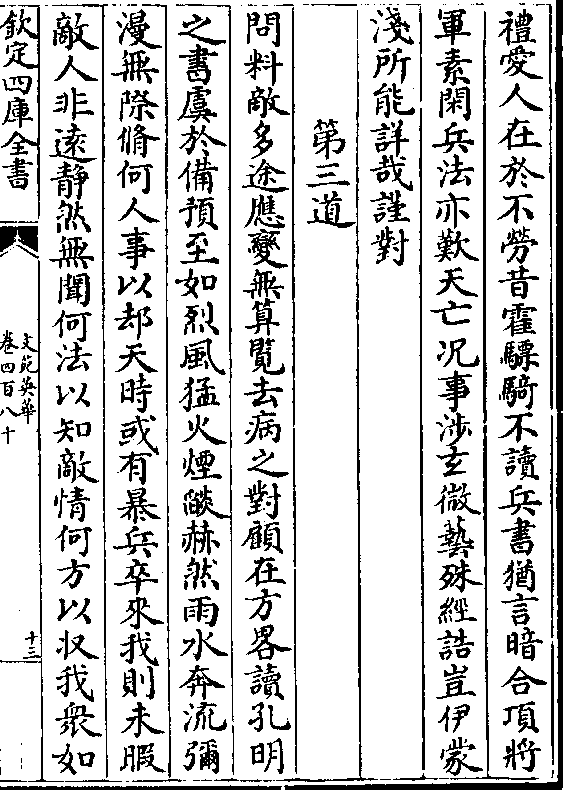 禮愛人在於不勞昔霍驃騎不讀兵書猶言暗合項將
軍素閑兵法亦歎天亡况事涉玄微藝殊經誥豈伊蒙
淺所能詳哉謹對
第三道
問料敵多途應變無算覽去病之對顧在方畧讀孔明
之書虞於備預至如烈風猛火煙燄赫然雨水奔流彌
漫無際脩何人事以却天時或有暴兵卒來我則未暇
敵人非逺静然無聞何法以知敵情何方以収我衆如
欽定四庫全書
文苑英華
卷四百八十
十三